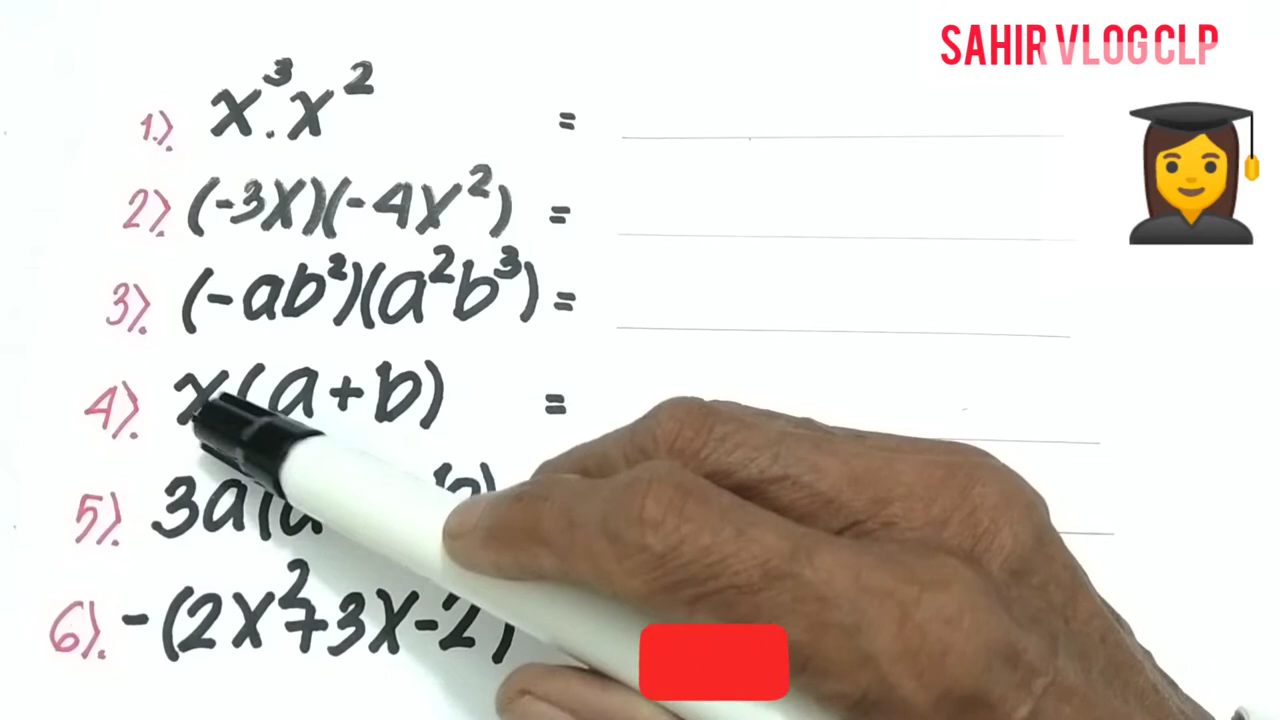 SAHIR VLOG CLP
1). x³.x² =
2). (-3x)(-4x²) =
3). (-ab²)(a²b³) =
4). x(a+b) =
5). 3a(a
6). -(2x²+3x-2)